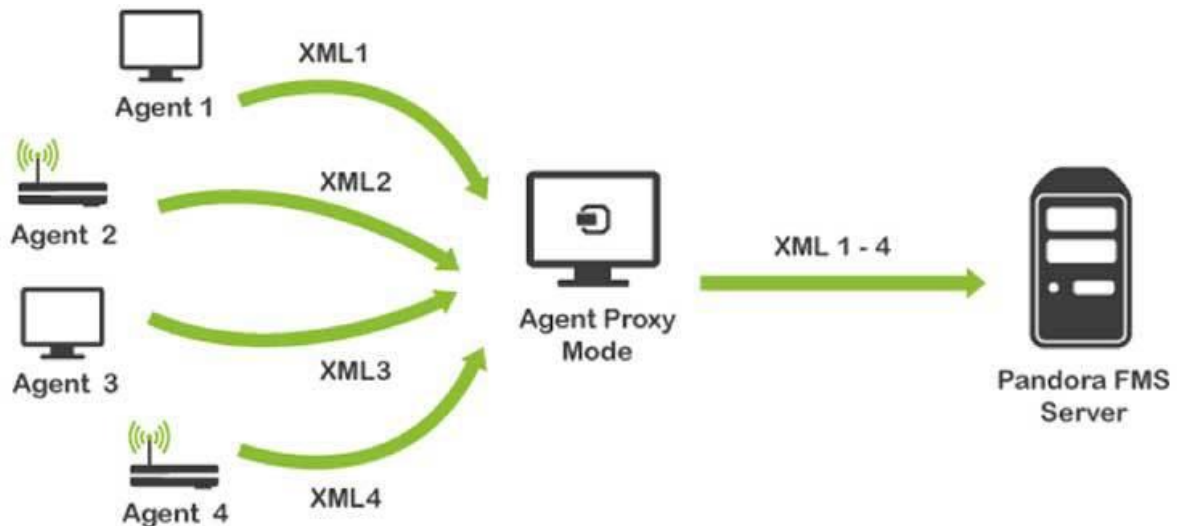 XML1
Agent 1
XML2
Agent 2
XML 1 - 4
Agent Proxy
Mode
XML3
Agent 3
Pandora FMS
Server
XML4
Agent 4